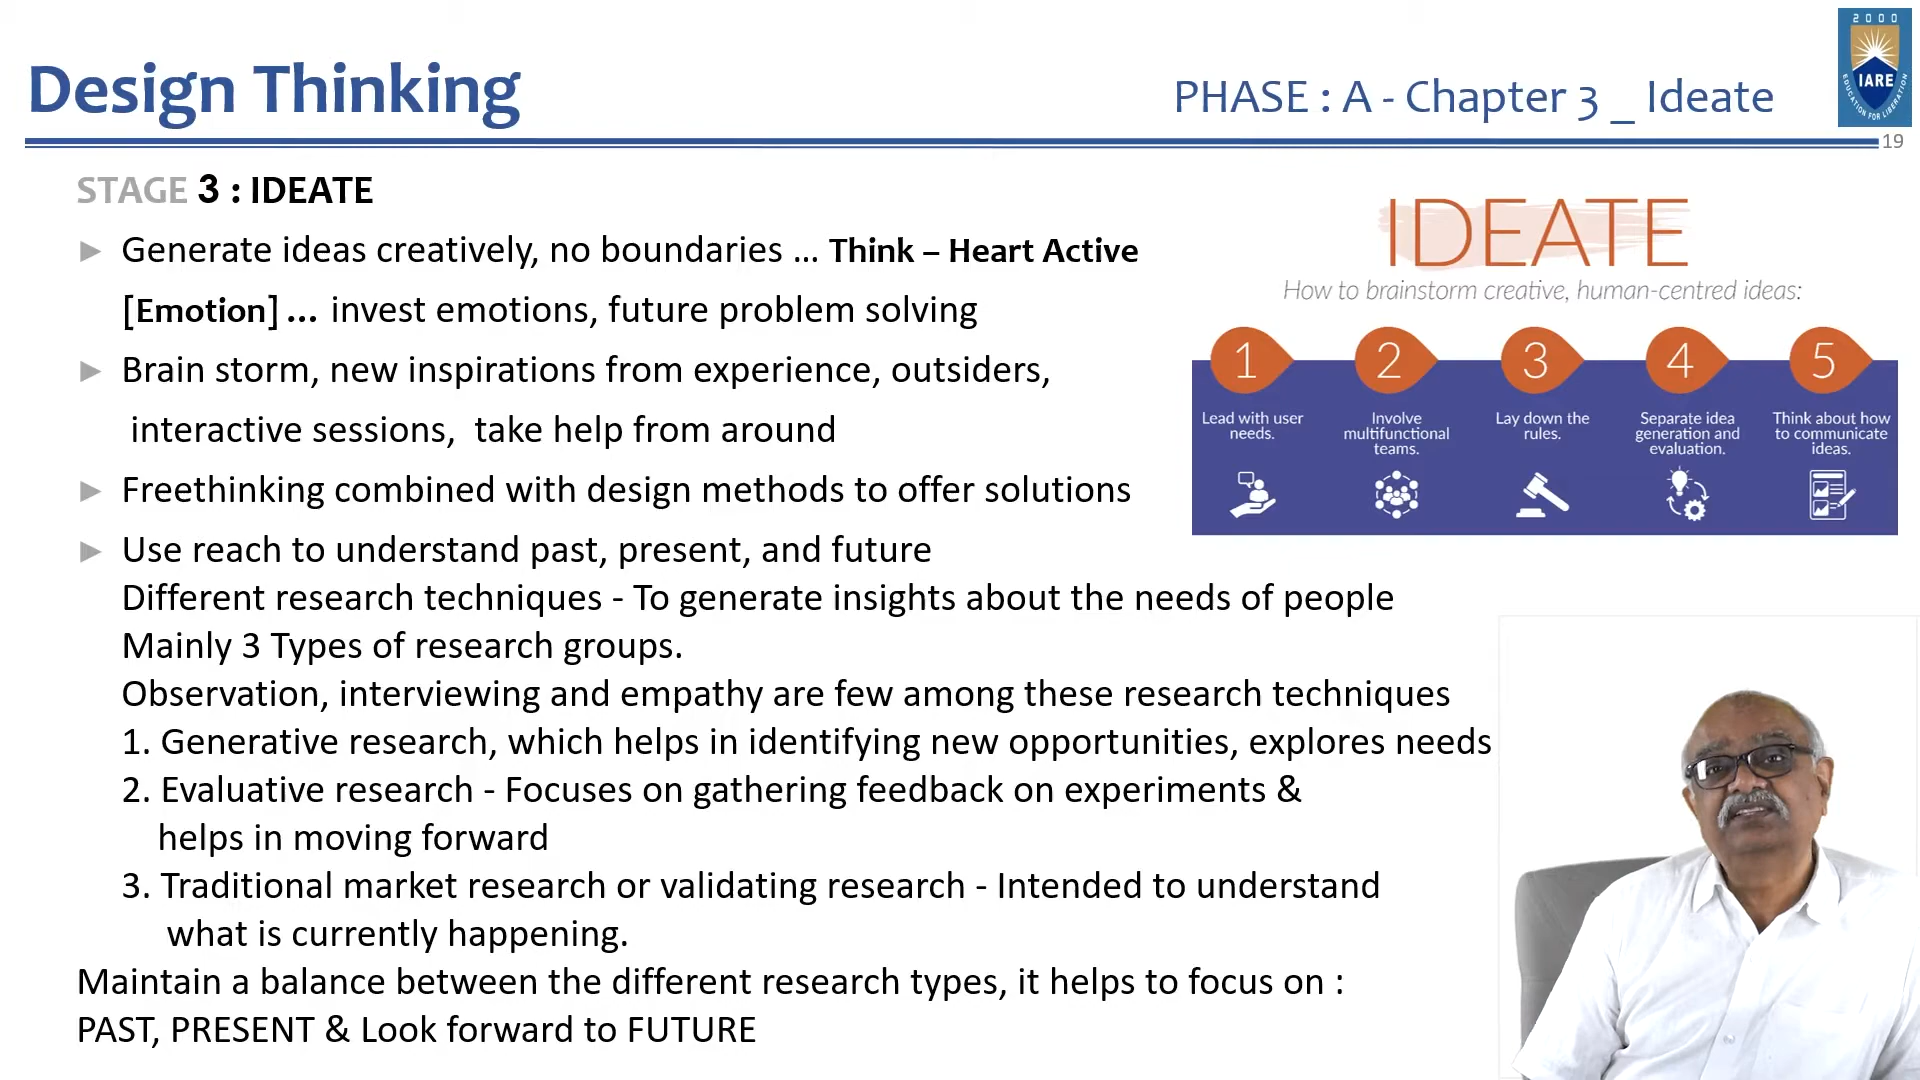 Design Thinking
PHASE : A - Chapter 3 _ Ideate
2000
IARE
EDUCATION FOR LIBERATION
19
STAGE 3 : IDEATE
Generate ideas creatively, no boundaries ... Think – Heart Active
[Emotion] ... invest emotions, future problem solving
Brain storm, new inspirations from experience, outsiders,
interactive sessions, take help from around
Freethinking combined with design methods to offer solutions
Use reach to understand past, present, and future
Different research techniques - To generate insights about the needs of people
Mainly 3 Types of research groups.
Observation, interviewing and empathy are few among these research techniques
1. Generative research, which helps in identifying new opportunities, explores needs
2. Evaluative research - Focuses on gathering feedback on experiments &
helps in moving forward
3. Traditional market research or validating research - Intended to understand
what is currently happening.
Maintain a balance between the different research types, it helps to focus on :
PAST, PRESENT & Look forward to FUTURE
IDEATE
How to brainstorm creative, human-centred ideas:
1
Lead with user
needs.
2
Involve
multifunctional
teams.
3
Lay down the
rules.
4
Separate idea
generation and
evaluation.
5
Think about how
to communicate
ideas.